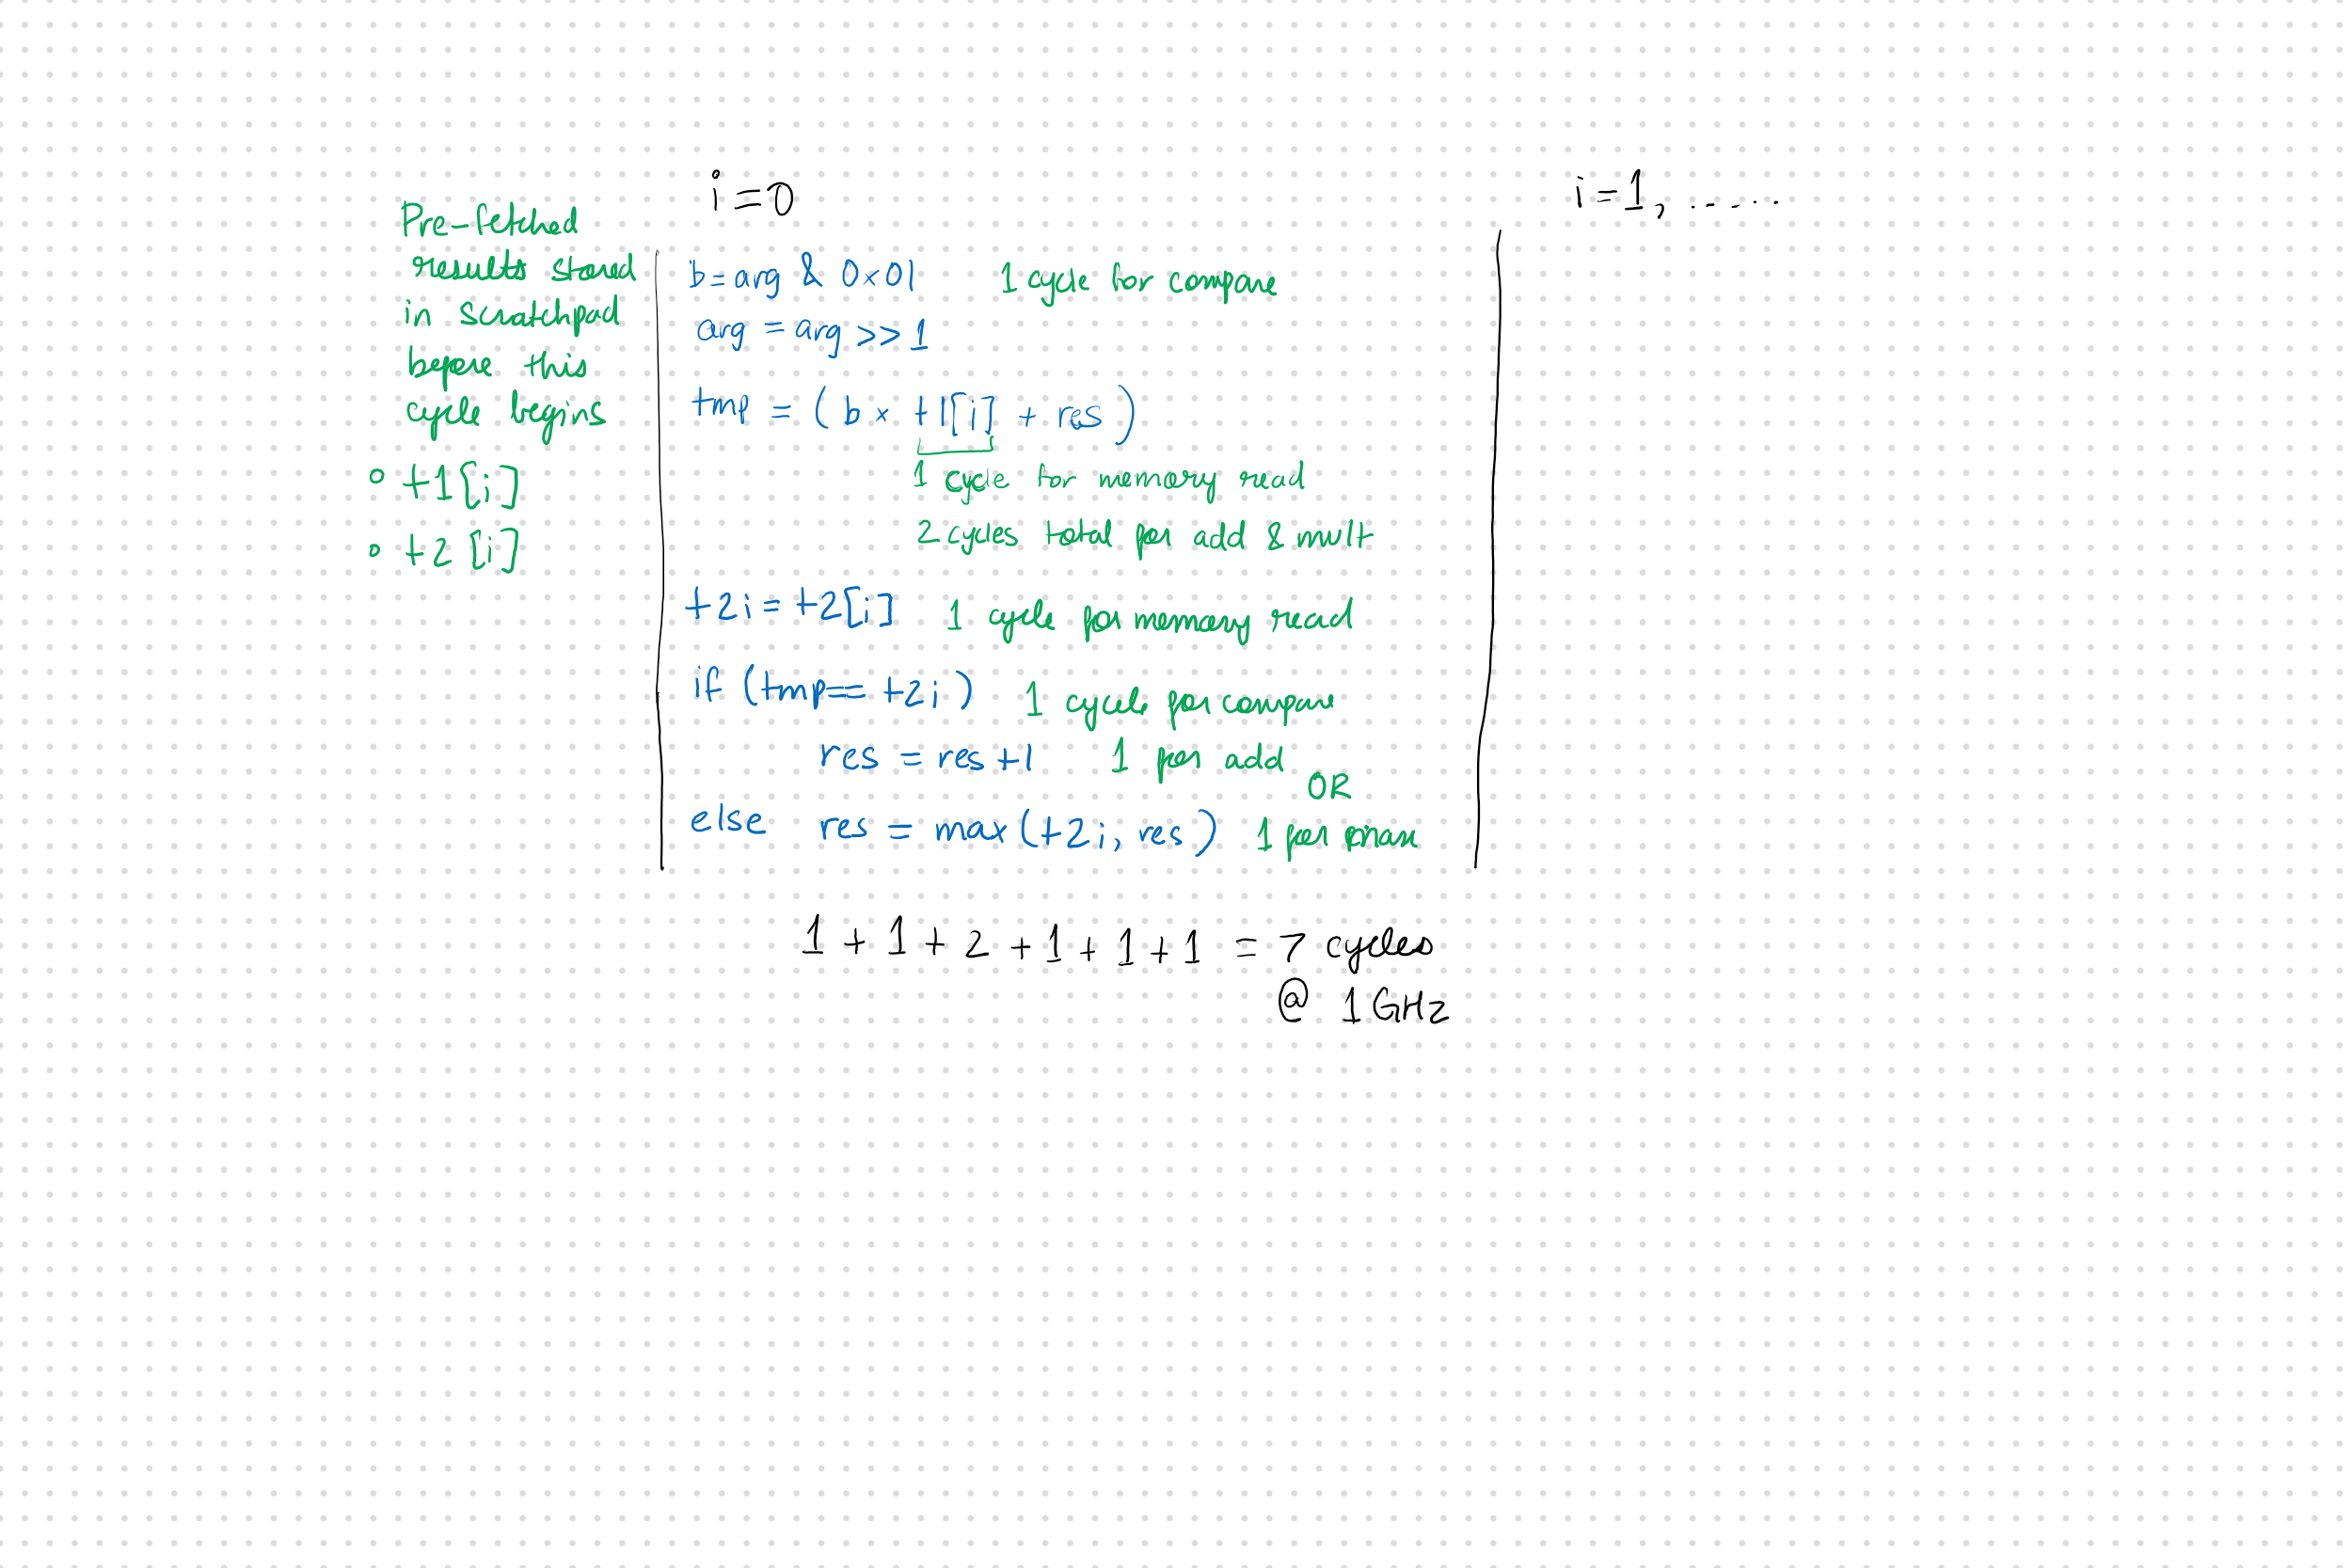 Pre-fetched
results stored
in scratchpad
before this
cycle begins
◦ t1[i]
◦ t2[i]
i=0
b=arg & 0x01 1 cycle for compare
arg = arg >> 1
tmp = (b × t1[i] + res)
1 cycle for memory read
2 cycles total for add & mult
t2i = t2[i] 1 cycle for memory read
if (tmp== t2i) 1 cycle for compare
res = res +1 1 for add
OR
else res = max(t2i, res) 1 for max
1 + 1 + 2 + 1 + 1 + 1 = 7 cycles
@ 1 GHz
i=1, ......